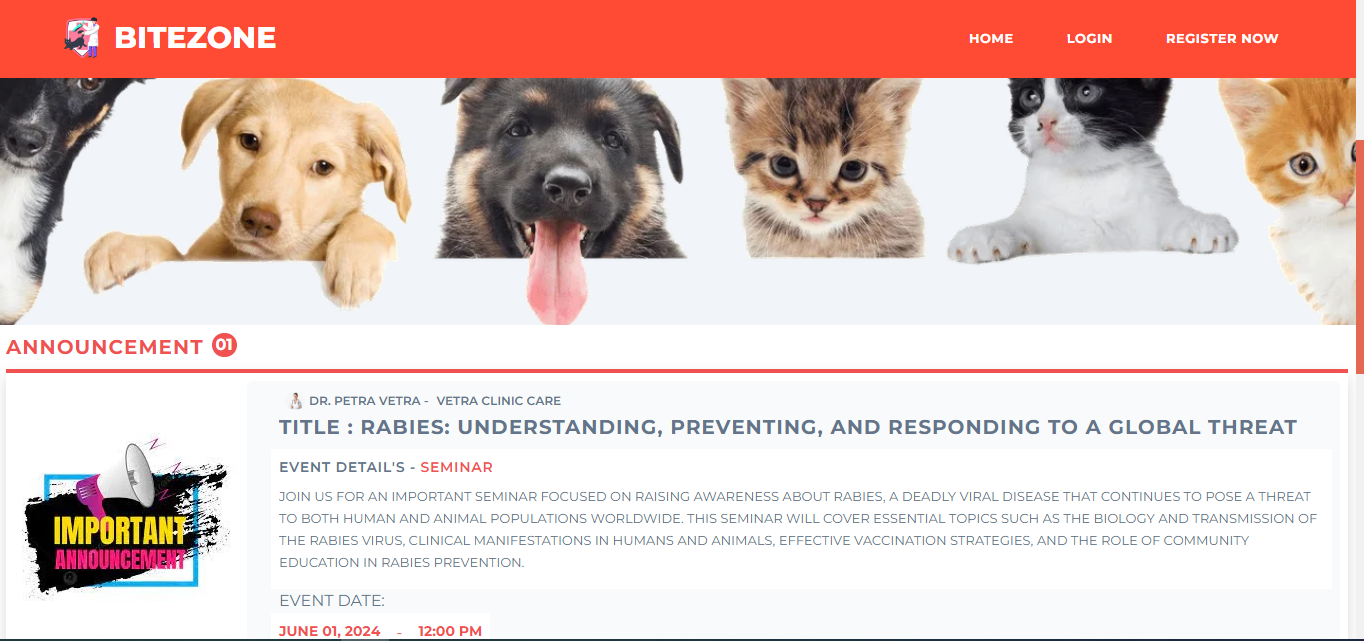 BITEZONE
HOME
LOGIN
REGISTER NOW
ANNOUNCEMENT 01
DR. PETRA VETRA - VETRA CLINIC CARE
TITLE : RABIES: UNDERSTANDING, PREVENTING, AND RESPONDING TO A GLOBAL THREAT
EVENT DETAIL'S - SEMINAR
JOIN US FOR AN IMPORTANT SEMINAR FOCUSED ON RAISING AWARENESS ABOUT RABIES, A DEADLY VIRAL DISEASE THAT CONTINUES TO POSE A THREAT
TO BOTH HUMAN AND ANIMAL POPULATIONS WORLDWIDE. THIS SEMINAR WILL COVER ESSENTIAL TOPICS SUCH AS THE BIOLOGY AND TRANSMISSION OF
THE RABIES VIRUS, CLINICAL MANIFESTATIONS IN HUMANS AND ANIMALS, EFFECTIVE VACCINATION STRATEGIES, AND THE ROLE OF COMMUNITY
EDUCATION IN RABIES PREVENTION.
IMPORTANT
ANNOUNCEMENT
EVENT DATE:
JUNE 01, 2024 - 12:00 PM